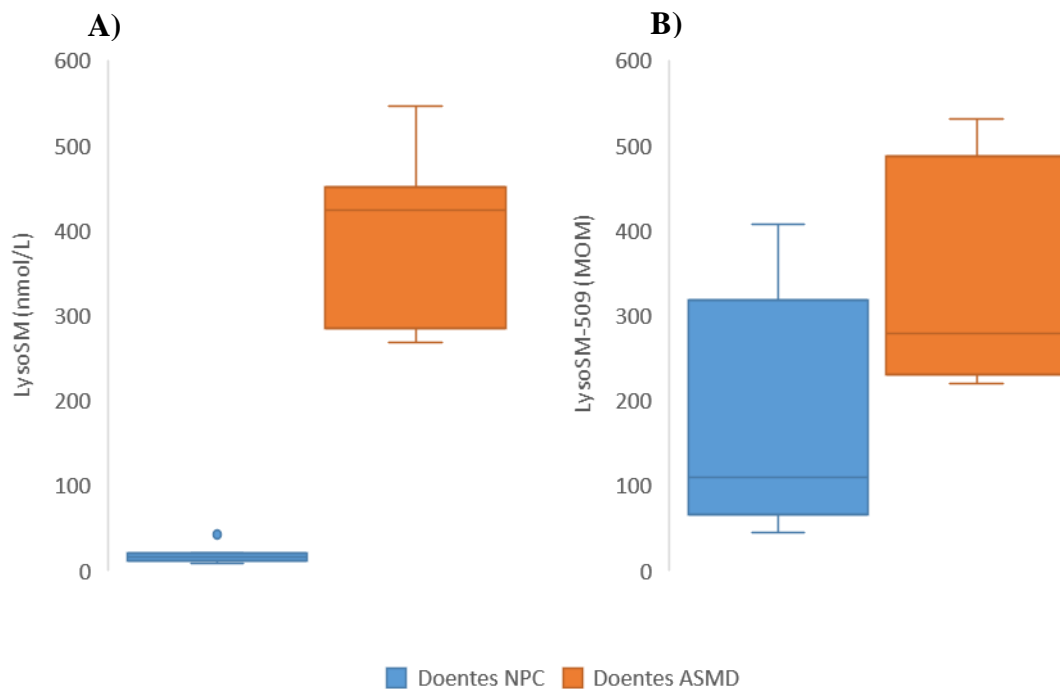 A)
600
500
400
300
200
100
0
LysoSM (nmol/L)
B)
600
500
400
300
200
100
0
LysoSM-509 (MOM)
Doentes NPC
Doentes ASMD